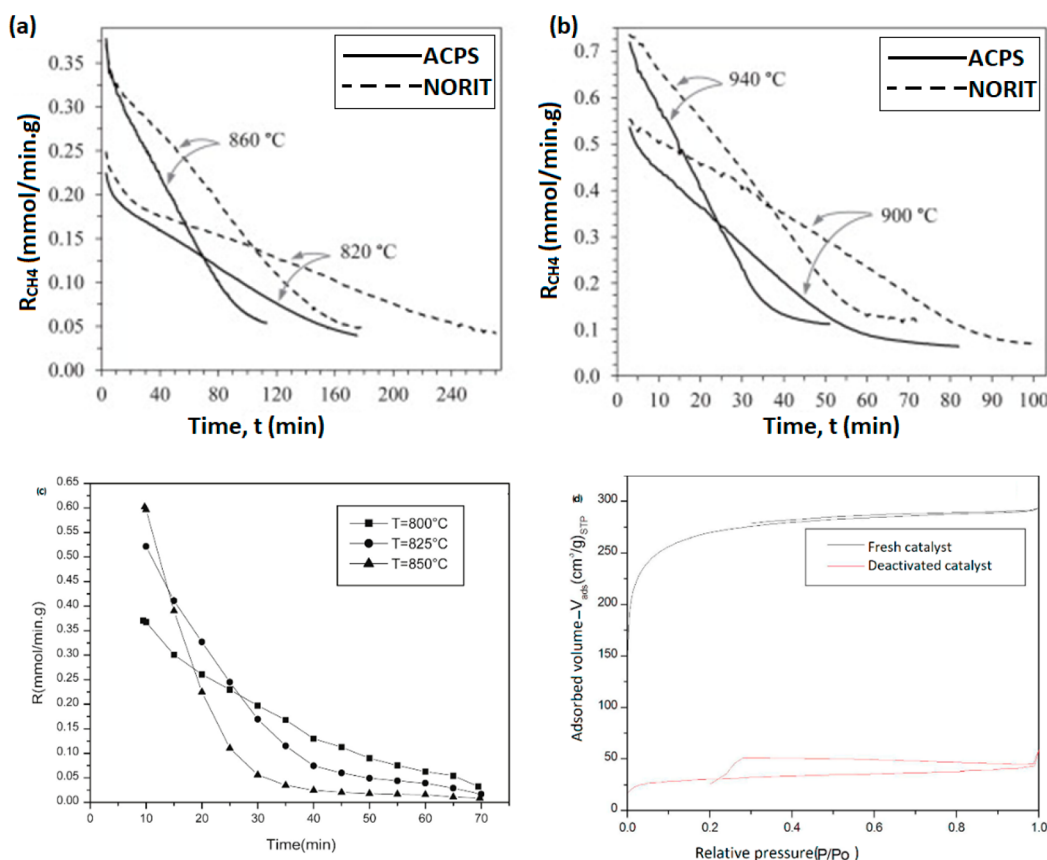 (a)
ACPS
NORIT
0.35
0.30
0.25
0.20
0.15
0.10
0.05
0.00
860 °C
820 °C
R_CH4 (mmol/min.g)
0 40 80 120 160 200 240
Time, t (min)
(b)
ACPS
NORIT
0.7
0.6
0.5
0.4
0.3
0.2
0.1
0.0
940 °C
900 °C
R_CH4 (mmol/min.g)
0 10 20 30 40 50 60 70 80 90 100
Time, t (min)
(c)
T=800°C
T=825°C
T=850°C
0.60
0.55
0.50
0.45
0.40
0.35
0.30
0.25
0.20
0.15
0.10
0.05
0.00
R(mmol/min.g)
10 20 30 40 50 60 70
Time(min)
(d)
Fresh catalyst
Deactivated catalyst
300
250
200
150
100
50
0
Adsorbed volume–V_ads(cm³/g)_STP
0.0 0.2 0.4 0.6 0.8 1.0
Relative pressure(P/Po)